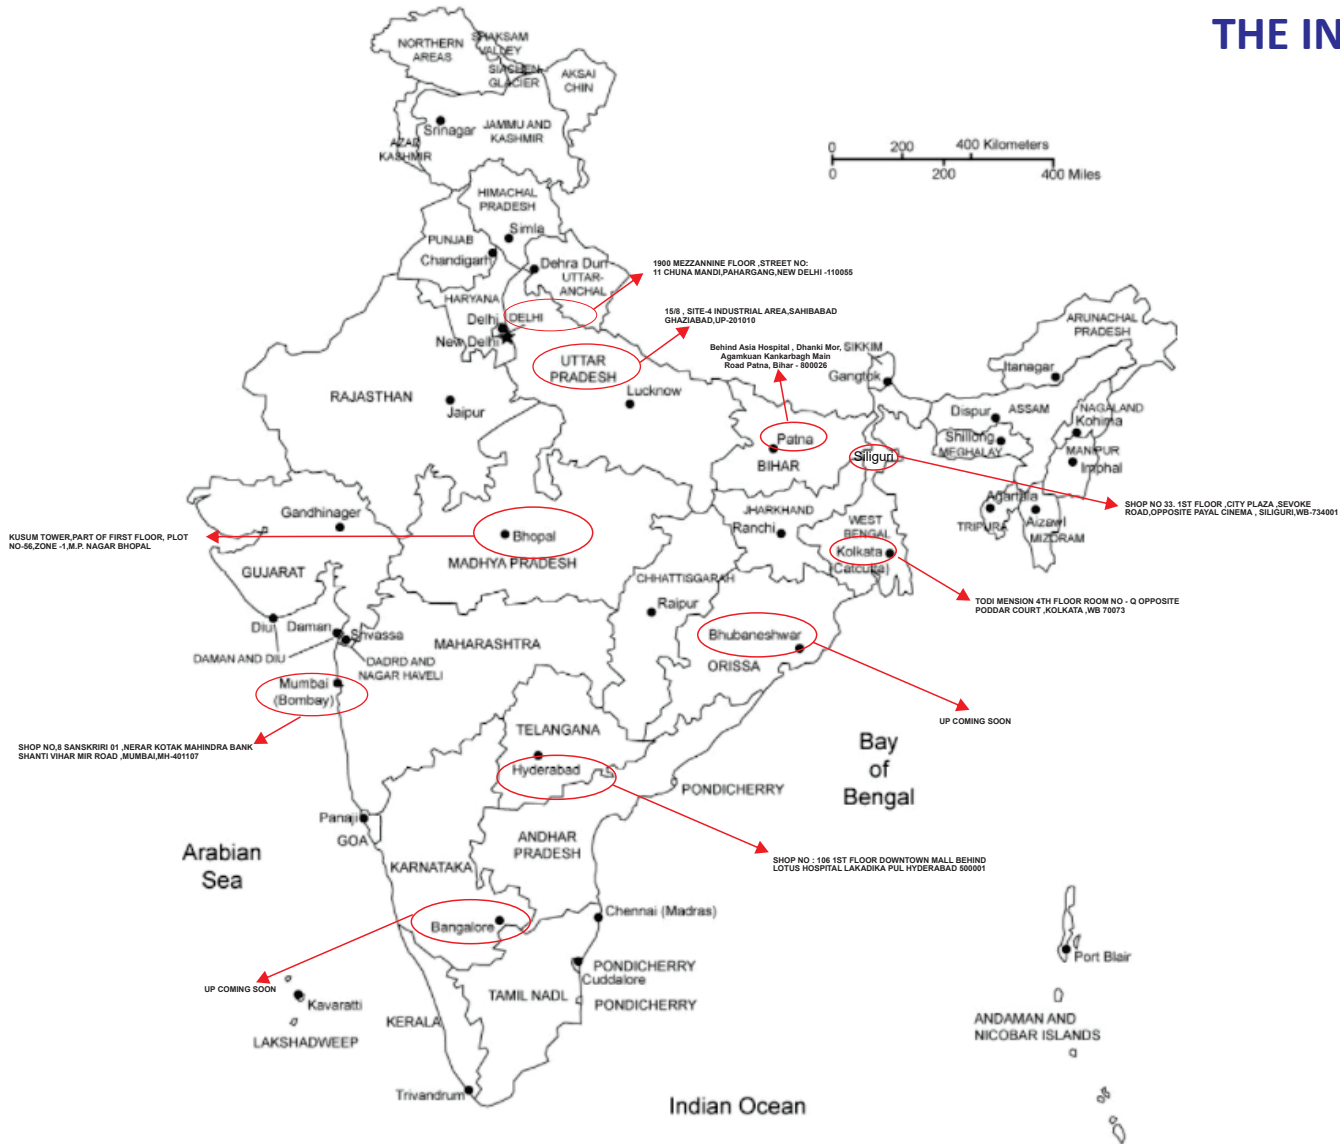 THE IN
NORTHERN
AREAS
SHAKSAM
VALLEY
SIACHEN
GLACIER
AKSAI
CHIN
Srinagar
JAMMU AND
KASHMIR
AZAD
KASHMIR
0 200 400 Kilometers
0 200 400 Miles
HIMACHAL
PRADESH
Simla
PUNJAB
Chandigarh
Dehra Dun
UTTAR-
ANCHAL
1900 MEZZANNINE FLOOR ,STREET NO:
11 CHUNA MANDI,PAHARGANG,NEW DELHI -110055
HARYANA
Delhi
DELHI
New Delhi
15/8 , SITE-4 INDUSTRIAL AREA,SAHIBABAD
GHAZIABAD,UP-201010
UTTAR
PRADESH
Behind Asia Hospital , Dhanki Mor,
Agamkuan Kankarbagh Main
Road Patna, Bihar - 800026
SIKKIM
Gangtok
ARUNACHAL
PRADESH
Itanagar
RAJASTHAN
Jaipur
Lucknow
Dispur
ASSAM
NAGALAND
Kohima
Patna
BIHAR
Siliguri
Shillong
MEGHALAY
MANIPUR
Imphal
SHOP NO 33. 1ST FLOOR ,CITY PLAZA ,SEVOKE
ROAD,OPPOSITE PAYAL CINEMA , SILIGURI,WB-734001
Agartala
TRIPURA
Aizawl
MIZORAM
Gandhinager
JHARKHAND
Ranchi
WEST
BENGAL
KUSUM TOWER,PART OF FIRST FLOOR, PLOT
NO-56,ZONE -1,M.P. NAGAR BHOPAL
Bhopal
MADHYA PRADESH
Kolkata
(Catcutta)
GUJARAT
CHHATTISGARAH
Raipur
TODI MENSION 4TH FLOOR ROOM NO - Q OPPOSITE
PODDAR COURT ,KOLKATA ,WB 70073
Diu
Daman
Shvassa
MAHARASHTRA
Bhubaneshwar
ORISSA
DAMAN AND DIU
DADRD AND
NAGAR HAVELI
Mumbai
(Bombay)
UP COMING SOON
SHOP NO,8 SANSKRIRI 01 ,NERAR KOTAK MAHINDRA BANK
SHANTI VIHAR MIR ROAD ,MUMBAI,MH-401107
TELANGANA
Hyderabad
Bay
of
Bengal
PONDICHERRY
Panaji
GOA
ANDHAR
PRADESH
Arabian
Sea
KARNATAKA
SHOP NO : 106 1ST FLOOR DOWNTOWN MALL BEHIND
LOTUS HOSPITAL LAKADIKA PUL HYDERABAD 500001
Bangalore
Chennai (Madras)
Port Blair
PONDICHERRY
Cuddalore
UP COMING SOON
TAMIL NADL
PONDICHERRY
Kavaratti
KERALA
ANDAMAN AND
NICOBAR ISLANDS
LAKSHADWEEP
Trivandrum
Indian Ocean